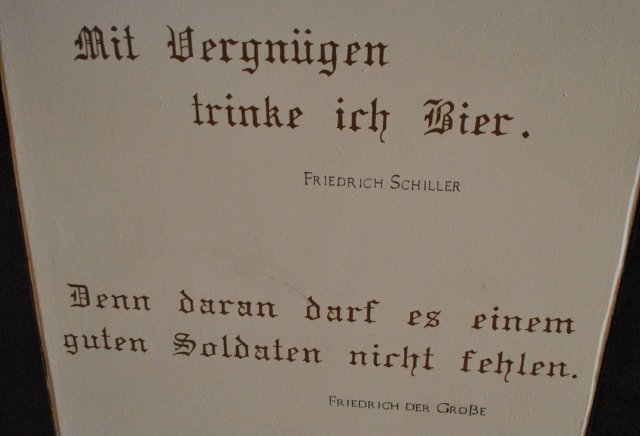 Mit Vergnügen
trinke ich Bier.
FRIEDRICH SCHILLER
Denn daran darf es einem
guten Soldaten nicht fehlen.
FRIEDRICH DER GROßE